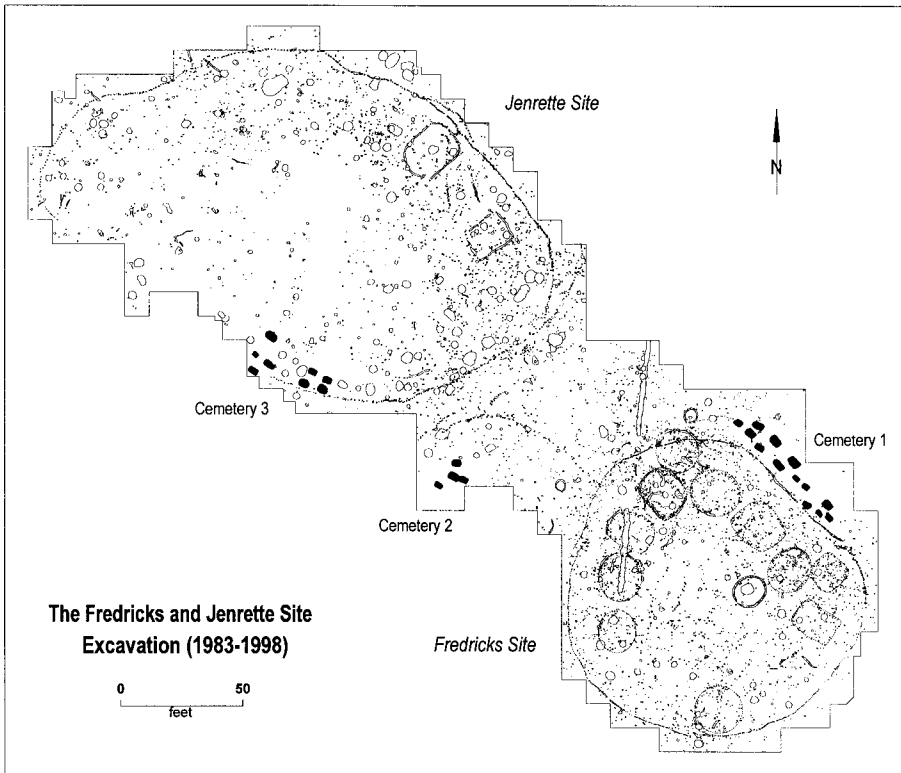 Jenrette Site
N
Cemetery 3
Cemetery 1
Cemetery 2
The Fredricks and Jenrette Site
Excavation (1983-1998)
Fredricks Site
0 50
feet